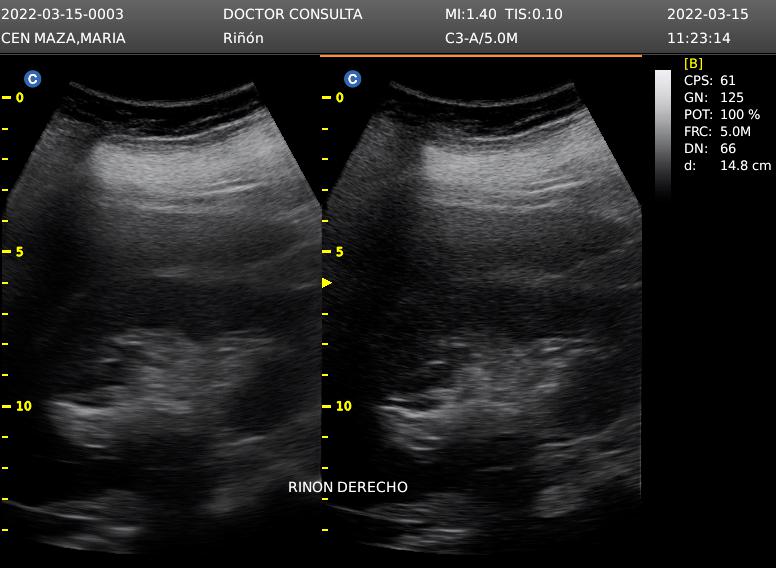 2022-03-15-0003 DOCTOR CONSULTA MI:1.40 TIS:0.10 2022-03-15
CEN MAZA,MARIA Riñón C3-A/5.0M 11:23:14
[B]
CPS: 61
GN: 125
POT: 100 %
FRC: 5.0M
DN: 66
d: 14.8 cm
C C
0 0
5 5
10 10
RINON DERECHO